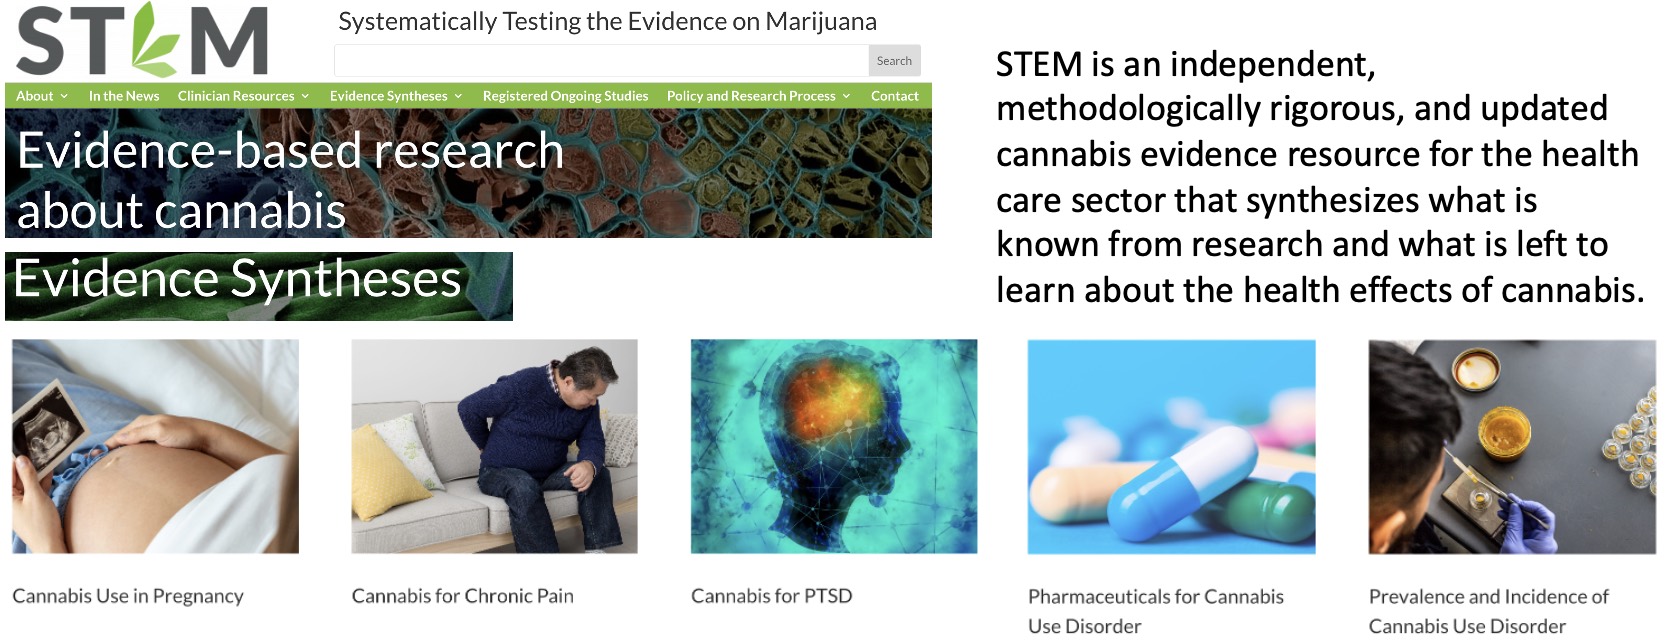 STEM
Systematically Testing the Evidence on Marijuana
Search
About
In the News
Clinician Resources
Evidence Syntheses
Registered Ongoing Studies
Policy and Research Process
Contact
Evidence-based research
about cannabis
Evidence Syntheses
STEM is an independent,
methodologically rigorous, and updated
cannabis evidence resource for the health
care sector that synthesizes what is
known from research and what is left to
learn about the health effects of cannabis.
Cannabis Use in Pregnancy
Cannabis for Chronic Pain
Cannabis for PTSD
Pharmaceuticals for Cannabis
Use Disorder
Prevalence and Incidence of
Cannabis Use Disorder